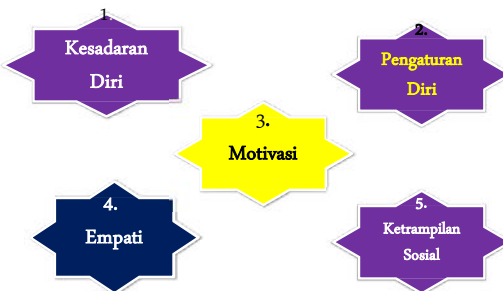 1.
Kesadaran
Diri
2.
Pengaturan
Diri
3.
Motivasi
4.
Empati
5.
Ketrampilan
Sosial